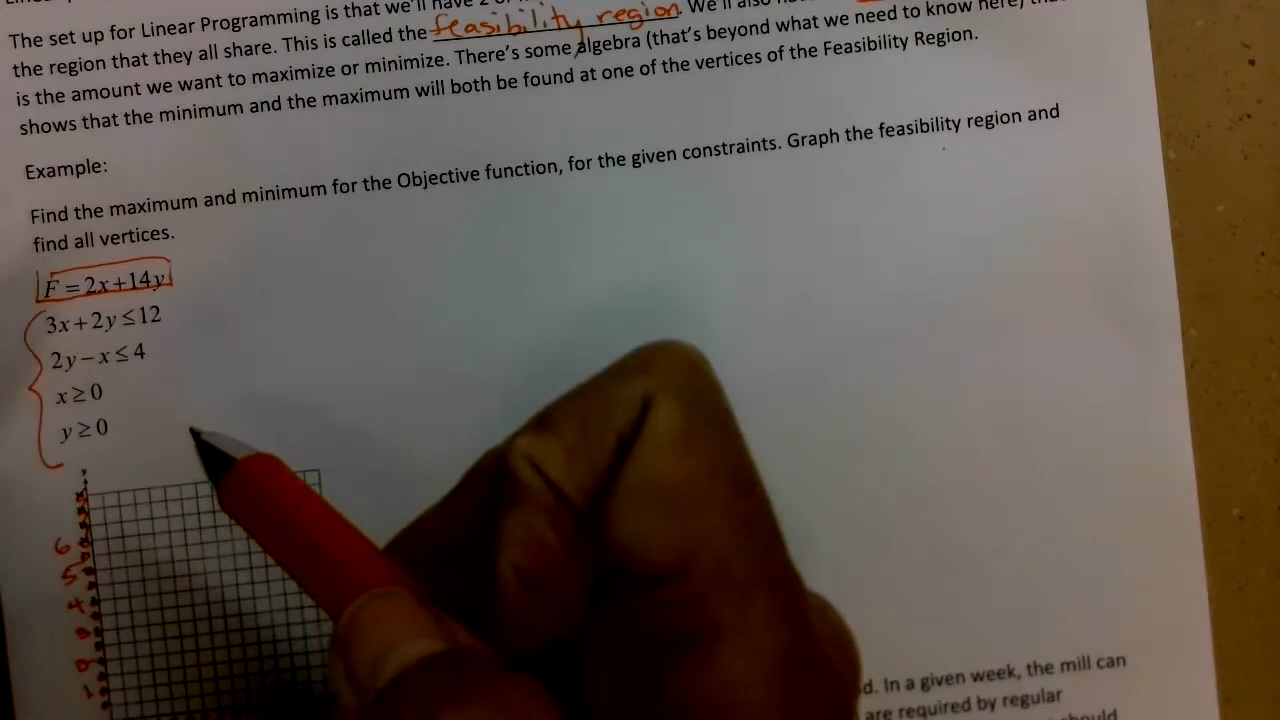 The set up for Linear Programming is that we'll have 2
the region that they all share. This is called the feasibility region. We'll also
is the amount we want to maximize or minimize. There's some algebra (that's beyond what we need to know here)
shows that the minimum and the maximum will both be found at one of the vertices of the Feasibility Region.
Example:
Find the maximum and minimum for the Objective function, for the given constraints. Graph the feasibility region and
find all vertices.
F = 2x+14y
3x+2y≤12
2y−x≤4
x≥0
y≥0
6
5
4
d. In a given week, the mill can
are required by regular
should